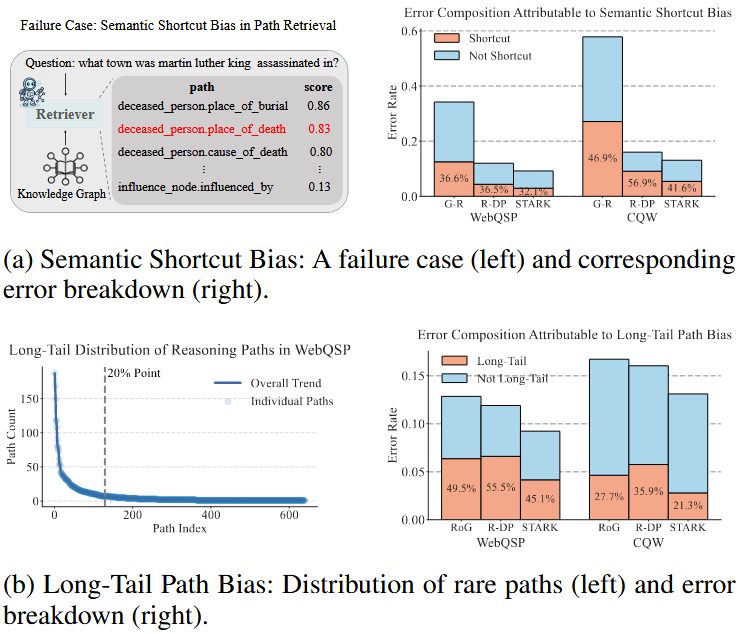 Failure Case: Semantic Shortcut Bias in Path Retrieval
Question: what town was martin luther king assassinated in?
Retriever
Knowledge Graph
path score
deceased_person.place_of_burial 0.86
deceased_person.place_of_death 0.83
deceased_person.cause_of_death 0.80
⋮ ⋮
influence_node.influenced_by 0.13
Error Composition Attributable to Semantic Shortcut Bias
Shortcut
Not Shortcut
Error Rate
0.6
0.4
0.2
0.0
36.6% 36.5% 32.1% 46.9% 56.9% 41.6%
G-R R-DP STARK G-R R-DP STARK
WebQSP CQW
(a) Semantic Shortcut Bias: A failure case (left) and corresponding
error breakdown (right).
Long-Tail Distribution of Reasoning Paths in WebQSP
20% Point
Overall Trend
Individual Paths
Path Count
150
100
50
0
0 200 400 600
Path Index
Error Composition Attributable to Long-Tail Path Bias
Long-Tail
Not Long-Tail
Error Rate
0.15
0.10
0.05
0.00
49.5% 55.5% 45.1% 27.7% 35.9% 21.3%
RoG R-DP STARK RoG R-DP STARK
WebQSP CQW
(b) Long-Tail Path Bias: Distribution of rare paths (left) and error
breakdown (right).